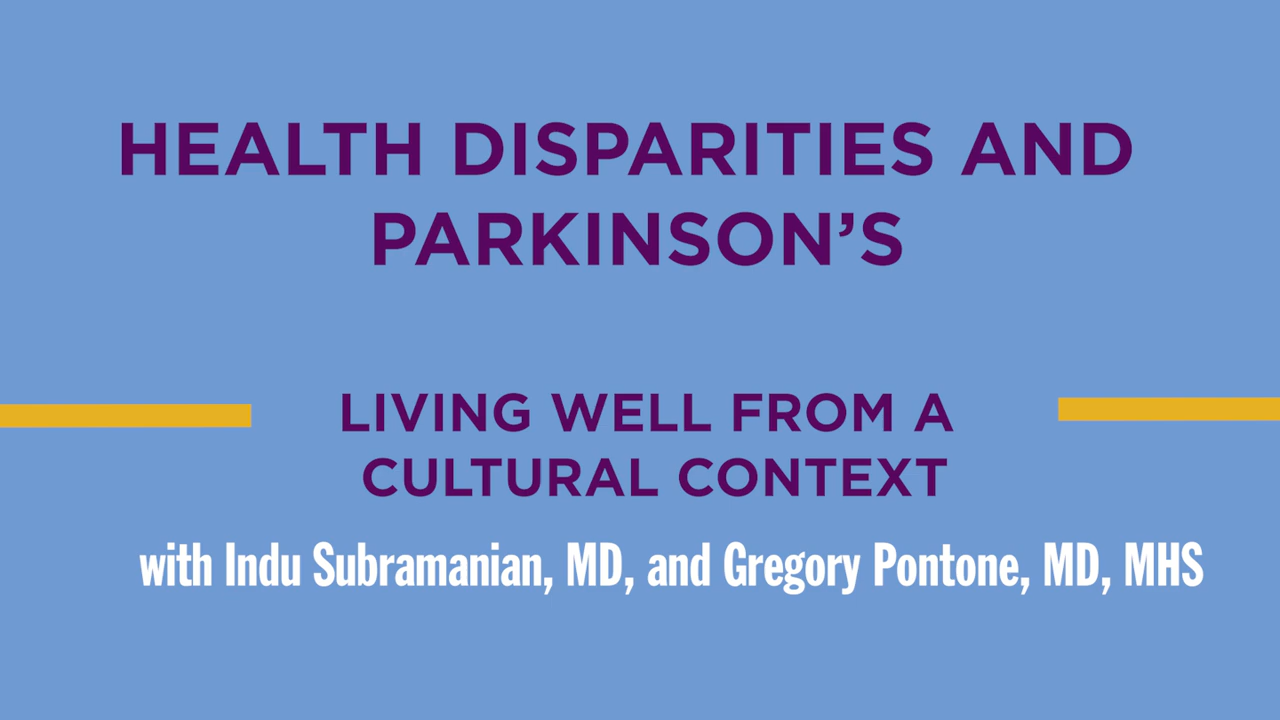 HEALTH DISPARITIES AND
PARKINSON’S
LIVING WELL FROM A
CULTURAL CONTEXT
with Indu Subramanian, MD, and Gregory Pontone, MD, MHS